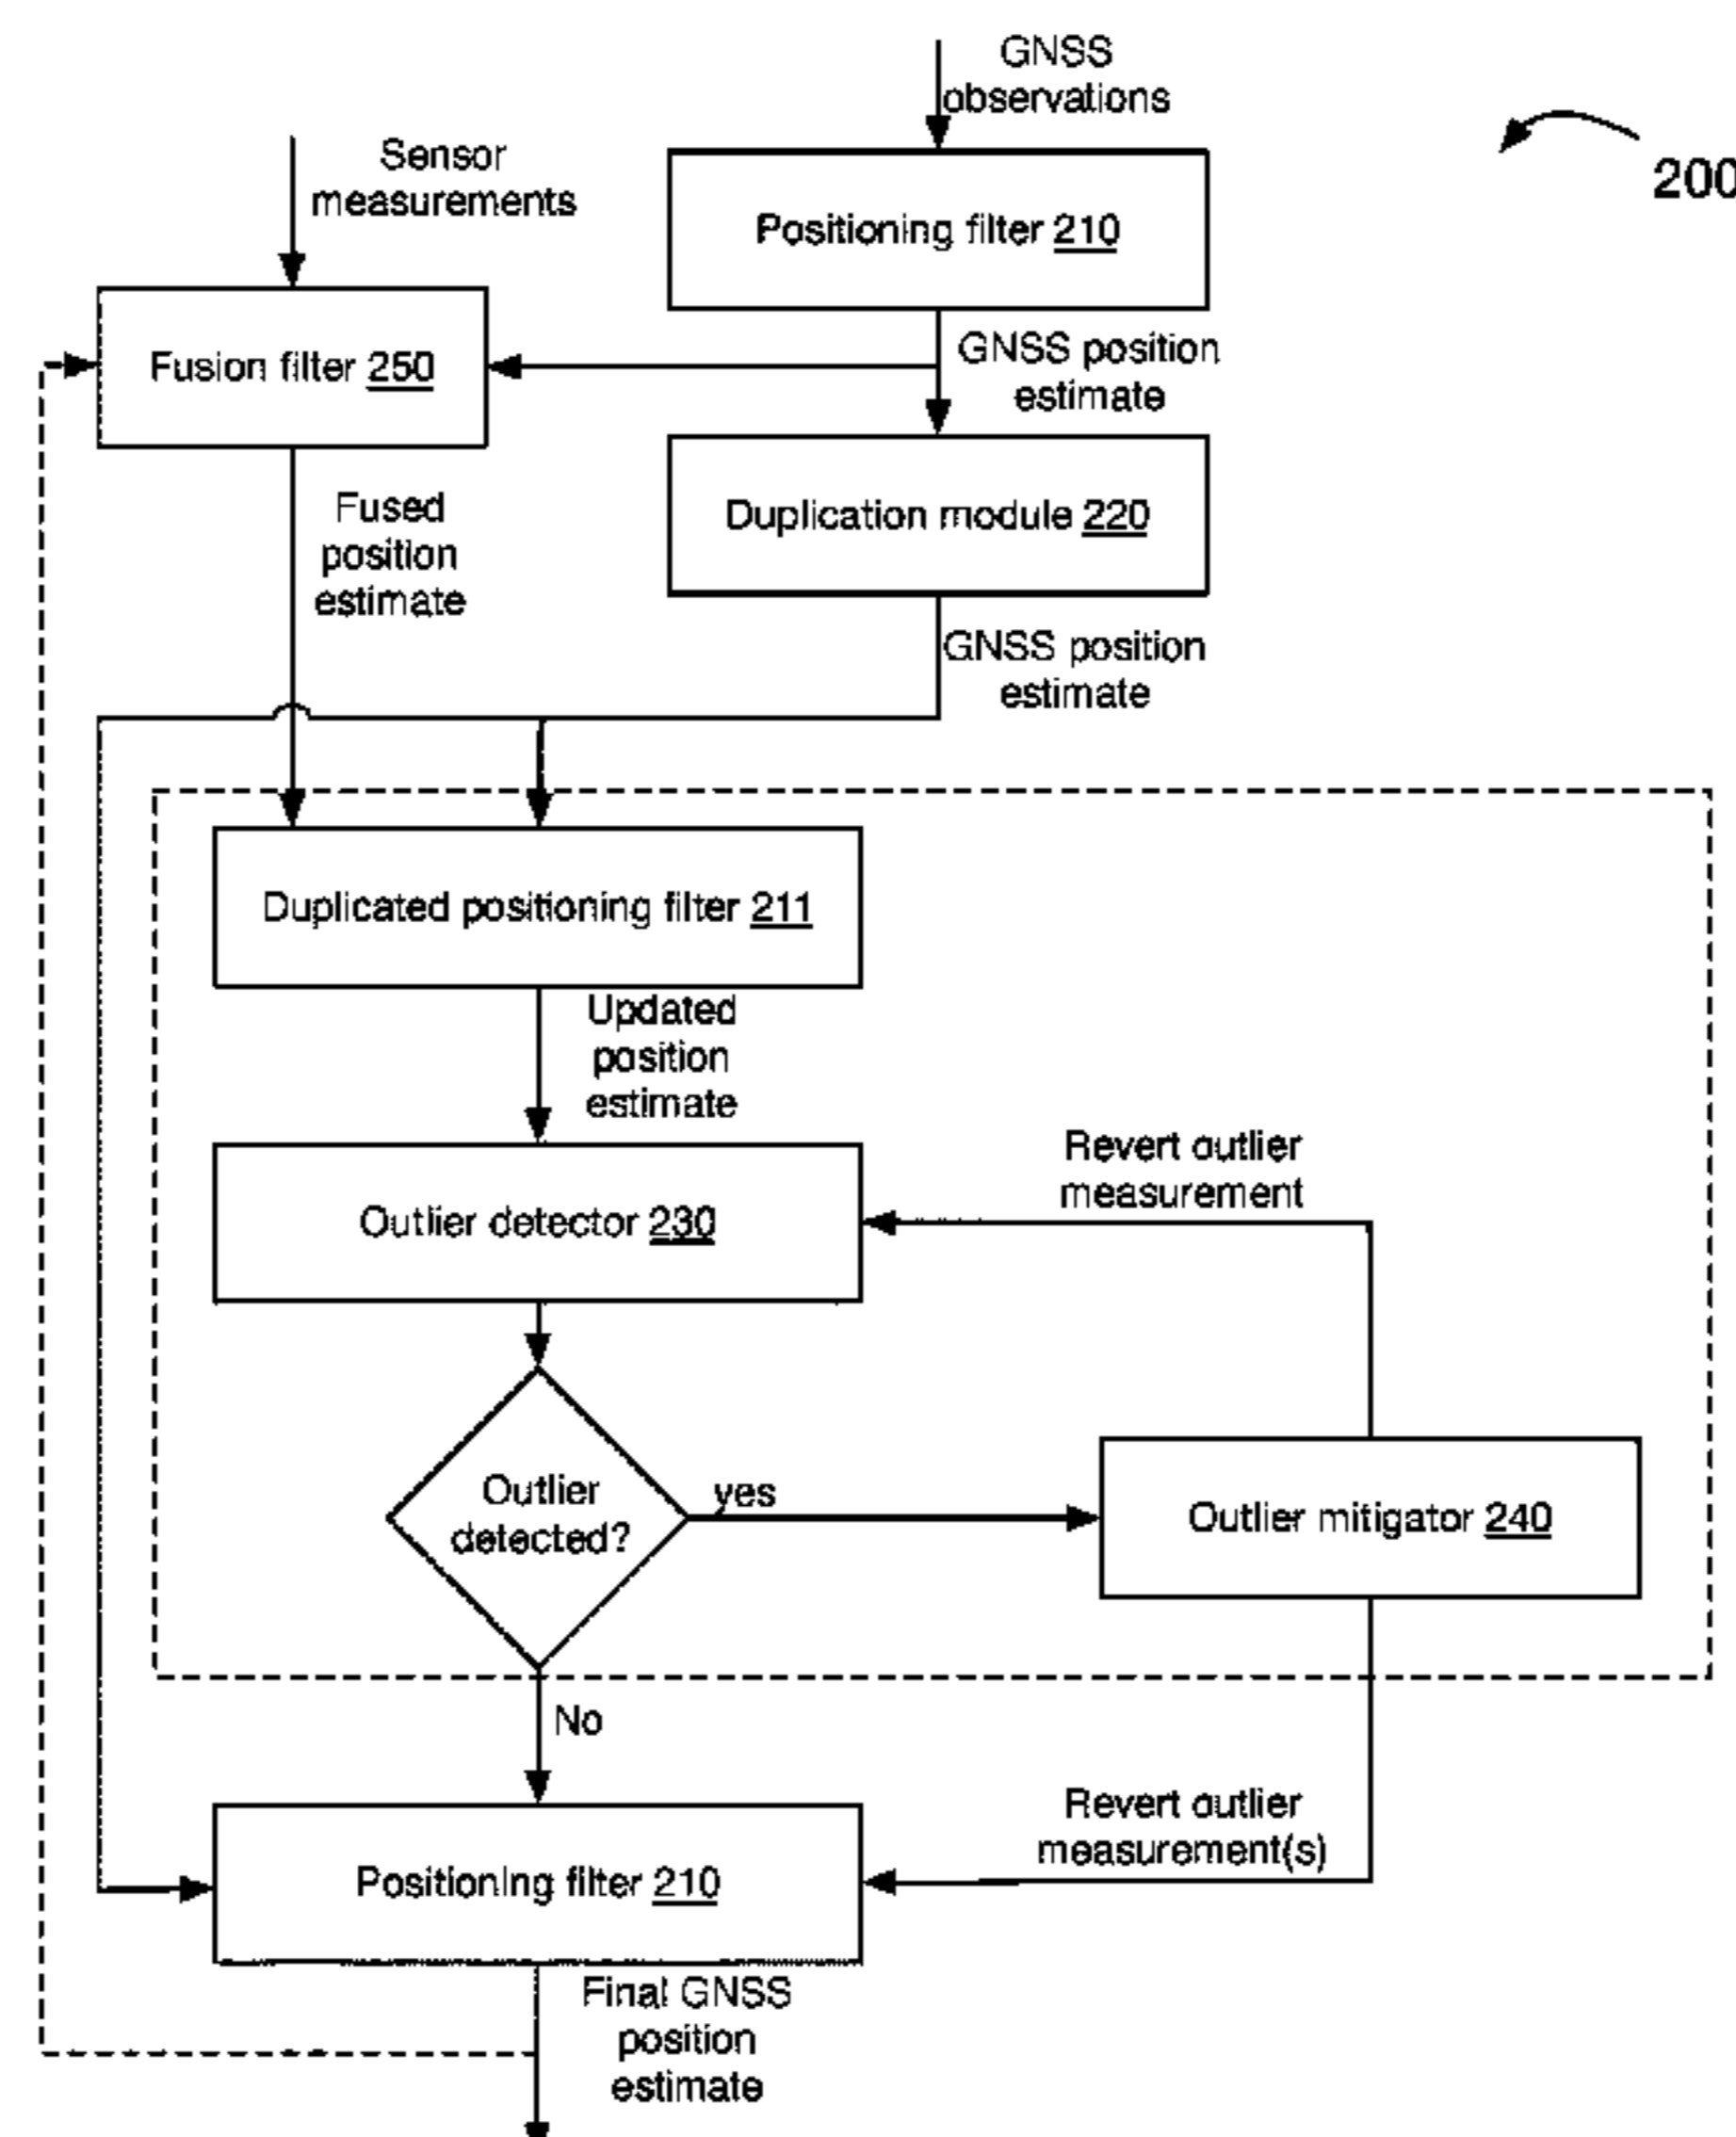 GNSS
observations
200
Sensor
measurements
Positioning filter 210
Fusion filter 250
GNSS position
estimate
Duplication module 220
Fused
position
estimate
GNSS position
estimate
Duplicated positioning filter 211
Updated
position
estimate
Revert outlier
measurement
Outlier detector 230
Outlier
detected?
yes
Outlier mitigator 240
No
Revert outlier
measurement(s)
Positioning filter 210
Final GNSS
position
estimate